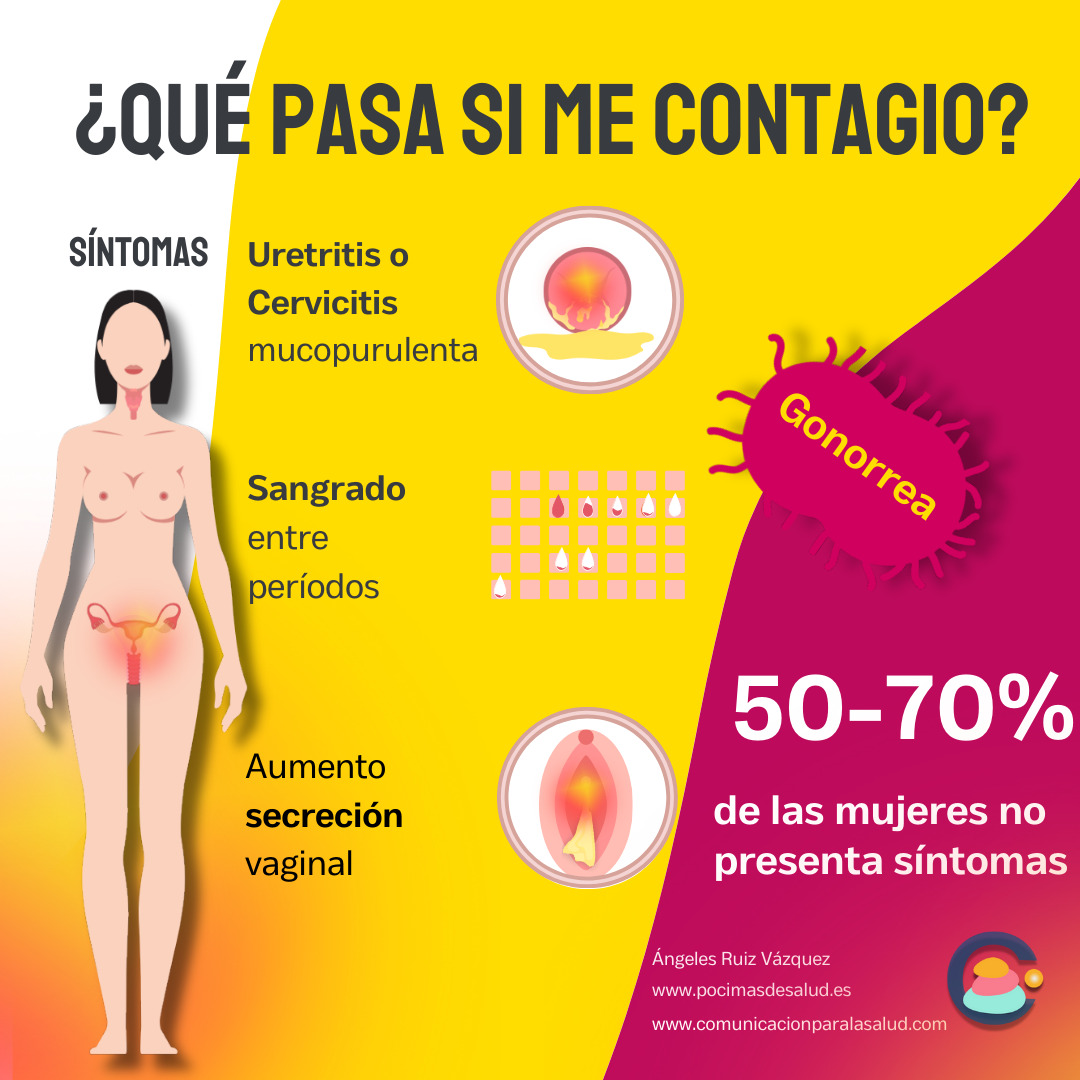 ¿QUÉ PASA SI ME CONTAGIO?
SÍNTOMAS
Uretritis o
Cervicitis
mucopurulenta
Sangrado
entre
períodos
Aumento
secreción
vaginal
Gonorrea
50-70%
de las mujeres no
presenta síntomas
Ángeles Ruiz Vázquez
www.pocimasdesalud.es
www.comunicacionparalasalud.com